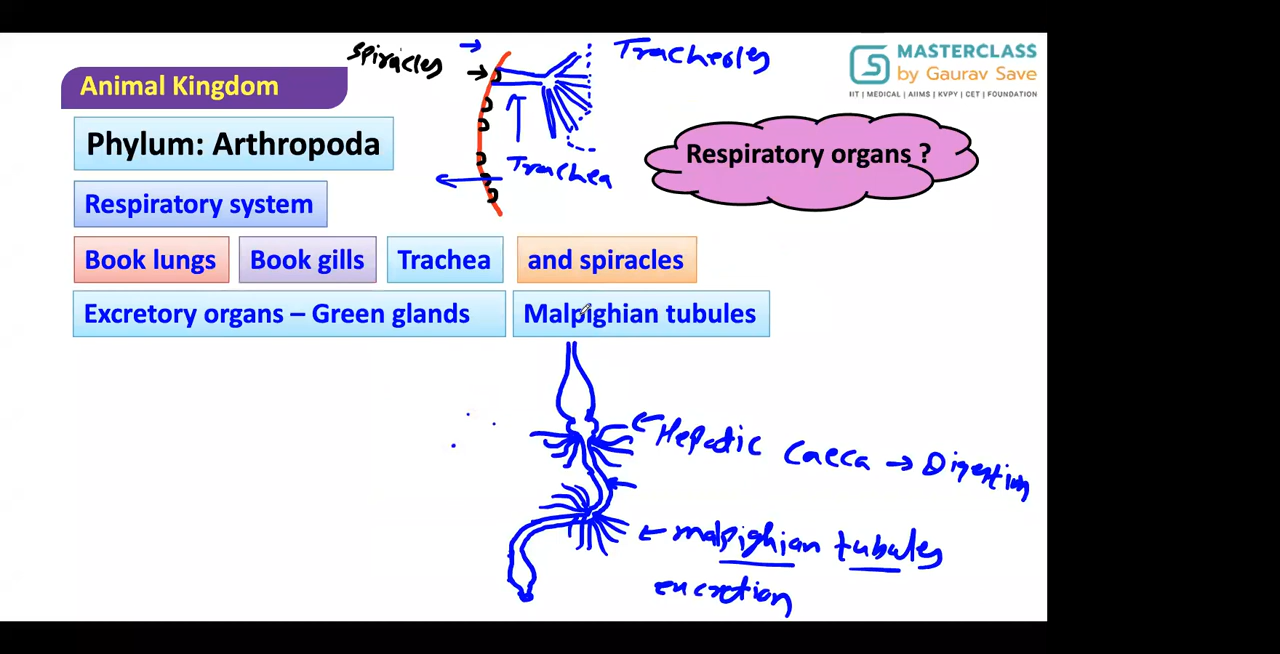 spiracles
Tracheoles
MASTERCLASS
by Gaurav Save
IIT | MEDICAL | AIIMS | KVPY | CET | FOUNDATION
Animal Kingdom
Phylum: Arthropoda
Respiratory organs ?
Trachea
Respiratory system
Book lungs
Book gills
Trachea
and spiracles
Excretory organs – Green glands
Malpighian tubules
Hepatic caeca → Digestion
malpighian tubules
excretion